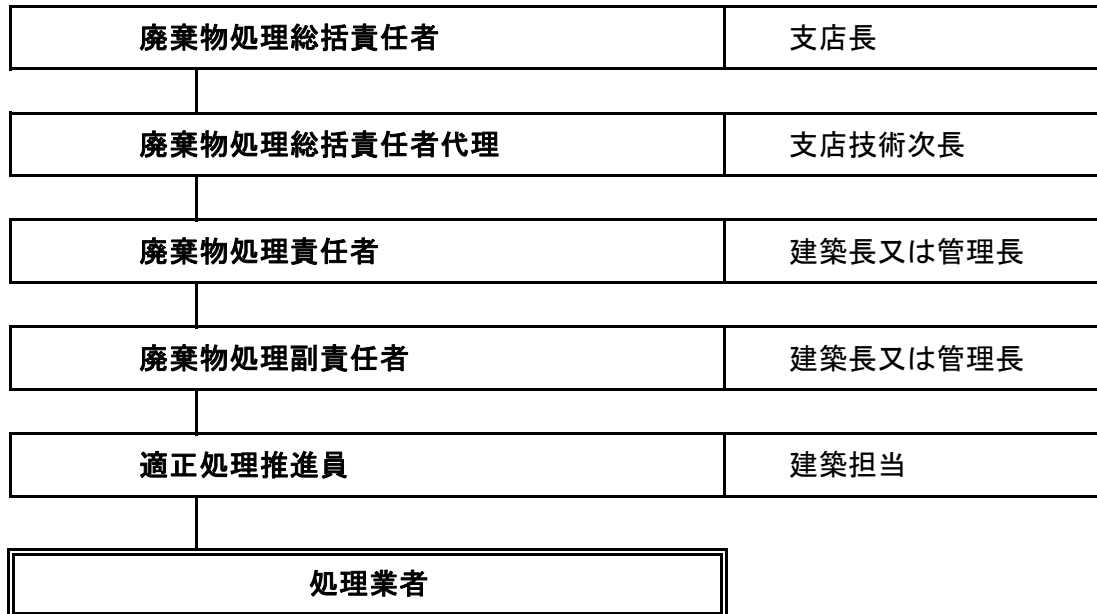 廃棄物処理総括責任者 支店長
廃棄物処理総括責任者代理 支店技術次長
廃棄物処理責任者 建築長又は管理長
廃棄物処理副責任者 建築長又は管理長
適正処理推進員 建築担当
処理業者